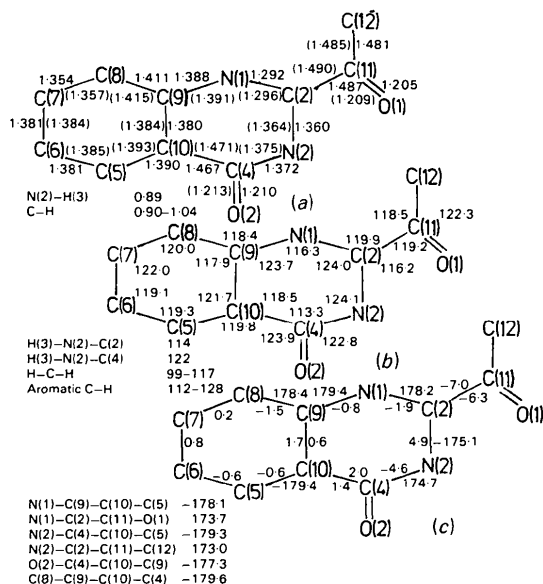 C(12)
(1·485) 1·481
C(8) 1·411 1·388 N(1) 1·292 (1·490) C(11)
1·354 1·487 1·205
C(7) (1·357) (1·415) C(9) (1·391) (1·296) C(2) (1·209) O(1)
1·381 (1·384) (1·384) 1·380 (1·364) 1·360
C(6) (1·385) (1·393) C(10) (1·471) (1·375) N(2)
1·381 C(5) 1·390 1·467 C(4) 1·372
(1·213) 1·210
N(2)–H(3) 0·89
C–H 0·90–1·04
O(2) (a)
C(12)
118·5 C(11) 122·3
C(8) 118·4 N(1) 119·9 119·2
C(7) 120·0 C(9) 116·3 C(2) O(1)
122·0 117·9 123·7 124·0 116·2
119·1 121·7 118·5 124·1
C(6) 119·3 C(10) 113·3 N(2)
C(5) 119·8 C(4)
123·9 122·8
O(2) (b)
H(3)–N(2)–C(2) 114
H(3)–N(2)–C(4) 122
H–C–H 99–117
Aromatic C–H 112–128
C(12)
C(8) 178·4 179·4 N(1) 178·2 –7·0 C(11)
C(7) 0·2 –1·5 C(9) –0·8 –1·9 C(2) –6·3 O(1)
0·8 1·7 0·6 4·9 –175·1
C(6) –0·6 –0·6 C(10) 2·0 –4·6 N(2)
C(5) –179·4 1·4 C(4) 174·7
O(2) (c)
N(1)–C(9)–C(10)–C(5) –178·1
N(1)–C(2)–C(11)–O(1) 173·7
N(2)–C(4)–C(10)–C(5) –179·3
N(2)–C(2)–C(11)–C(12) 173·0
O(2)–C(4)–C(10)–C(9) –177·3
C(8)–C(9)–C(10)–C(4) –179·6